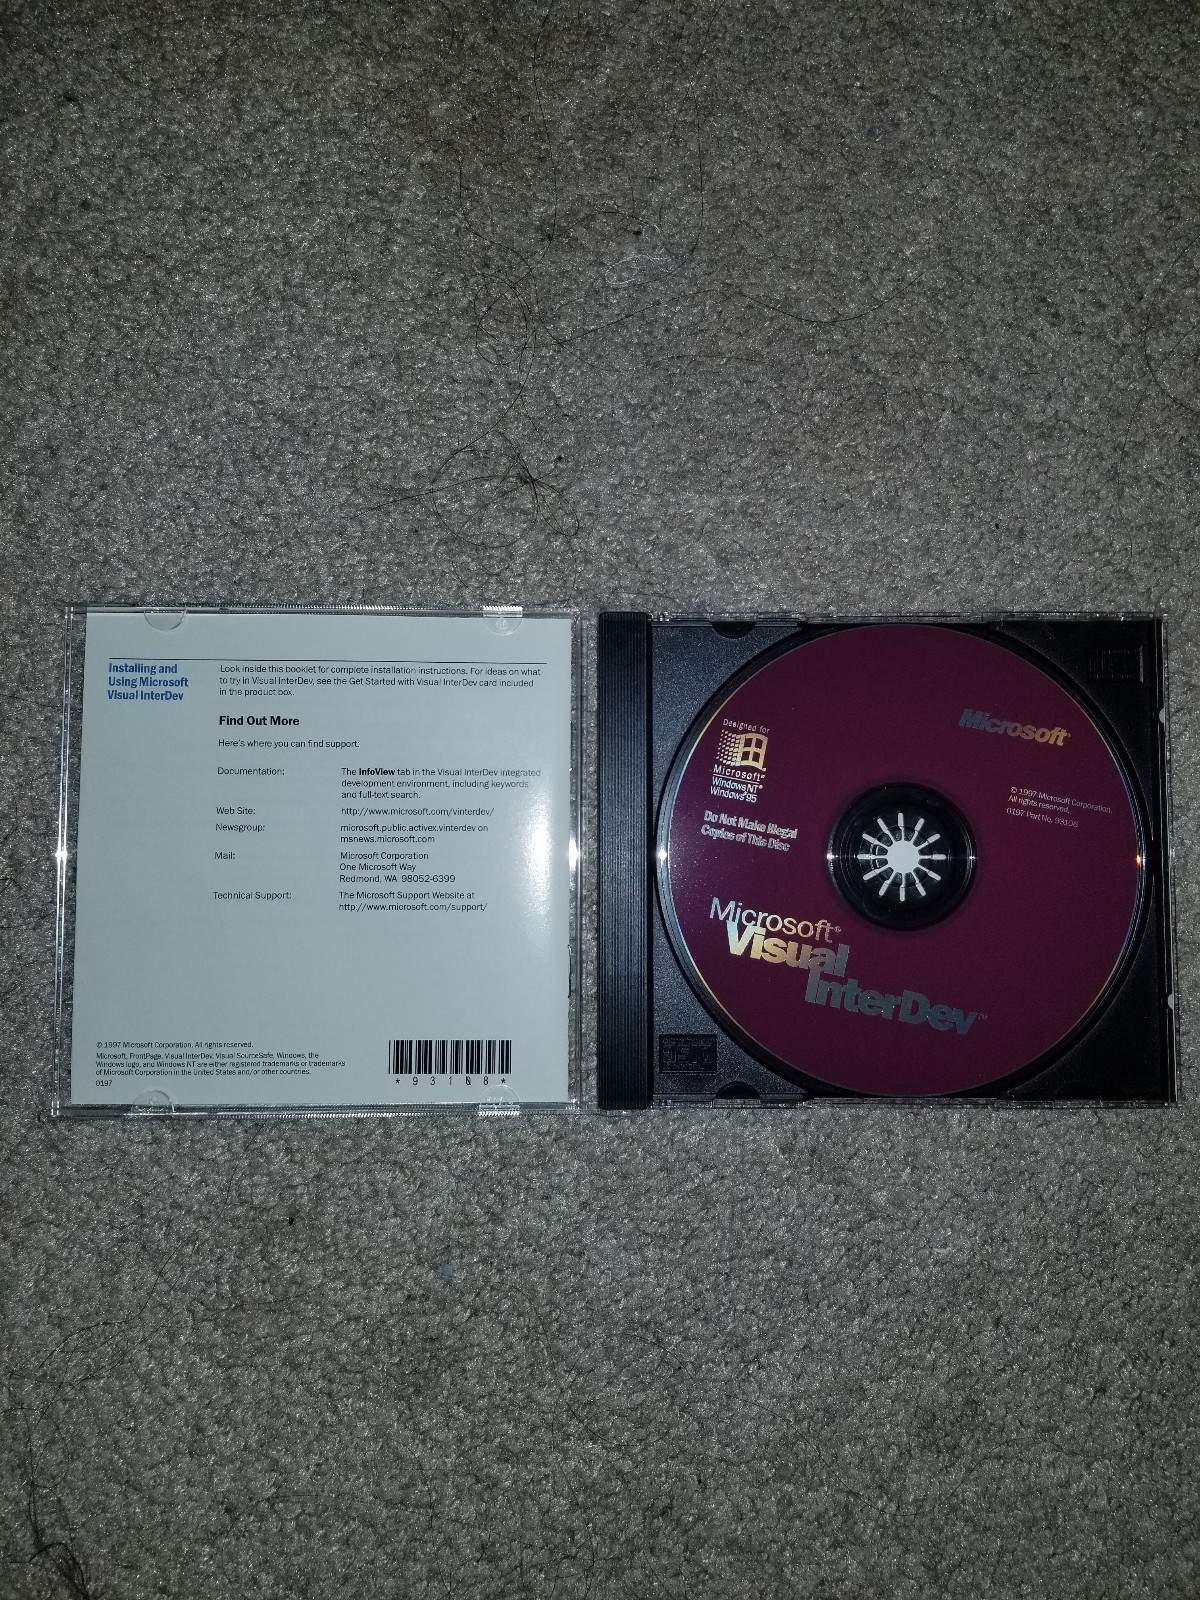 Installing and
Using Microsoft
Visual InterDev
Look inside this booklet for complete installation instructions. For ideas on what
to try in Visual InterDev, see the Get Started with Visual InterDev card included
in the product box.
Find Out More
Here's where you can find support:
Documentation: The InfoView tab in the Visual InterDev integrated
development environment, including keywords
and full-text search.
Web Site: http://www.microsoft.com/vinterdev/
Newsgroup: microsoft.public.activex.vinterdev on
msnews.microsoft.com
Mail: Microsoft Corporation
One Microsoft Way
Redmond, WA 98052-6399
Technical Support: The Microsoft Support Website at
http://www.microsoft.com/support/
© 1997 Microsoft Corporation. All rights reserved.
Microsoft, FrontPage, Visual InterDev, Visual SourceSafe, Windows, the
Windows logo, and Windows NT are either registered trademarks or trademarks
of Microsoft Corporation in the United States and/or other countries.
0197
*93108*
Microsoft®
Designed for
Microsoft®
Windows NT®
Windows®95
Do Not Make Illegal
Copies of This Disc
© 1997 Microsoft Corporation.
All rights reserved.
0197 Part No.
Microsoft®
Visual
InterDev™